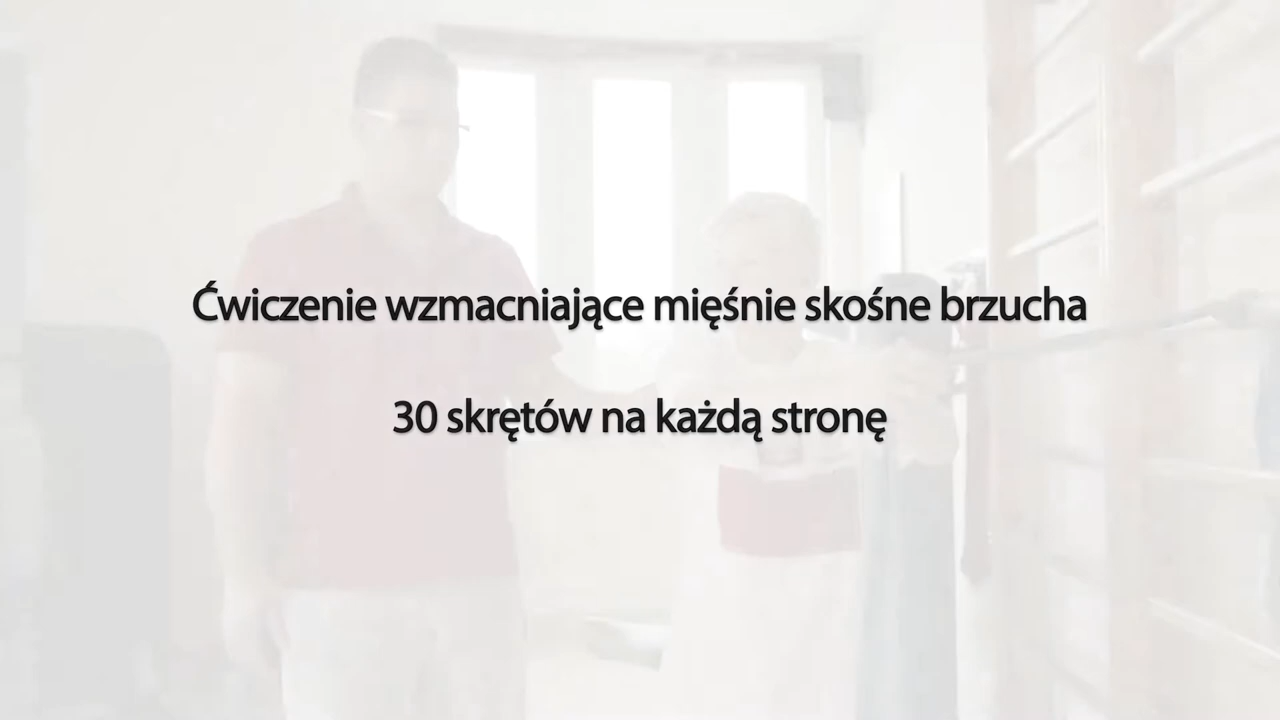 Ćwiczenie wzmacniające mięśnie skośne brzucha
30 skrętów na każdą stronę